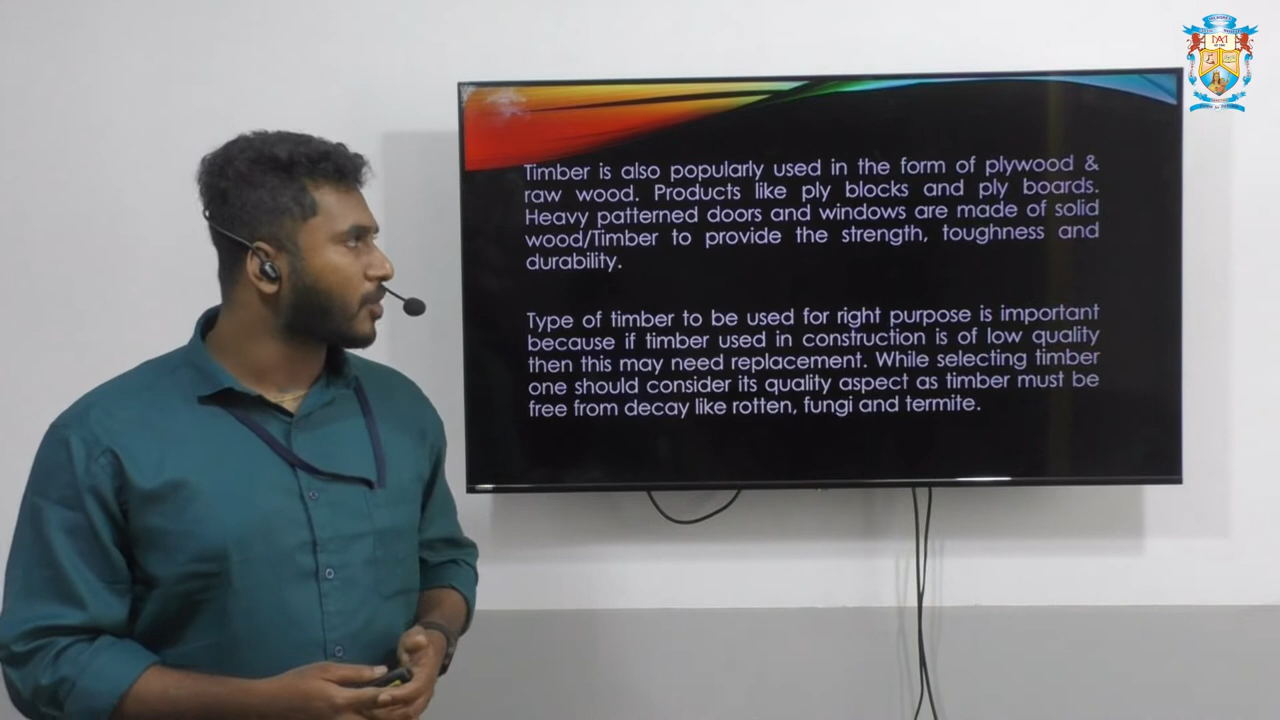 Timber is also popularly used in the form of plywood &
raw wood. Products like ply blocks and ply boards.
Heavy patterned doors and windows are made of solid
wood/Timber to provide the strength, toughness and
durability.
Type of timber to be used for right purpose is important
because if timber used in construction is of low quality
then this may need replacement. While selecting timber
one should consider its quality aspect as timber must be
free from decay like rotten, fungi and termite.